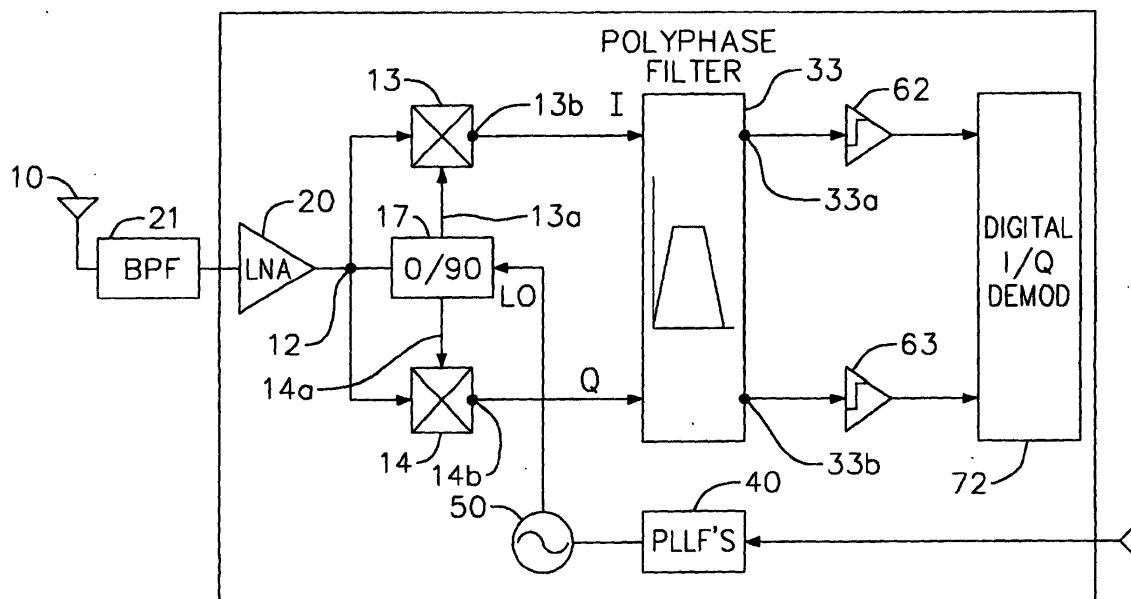 POLYPHASE
FILTER
33
62
13
13b
I
10
21
BPF
20
LNA
17
13a
0/90
LO
33a
DIGITAL
I/Q
DEMOD
12
14a
63
Q
14
14b
33b
72
50
40
PLLF'S